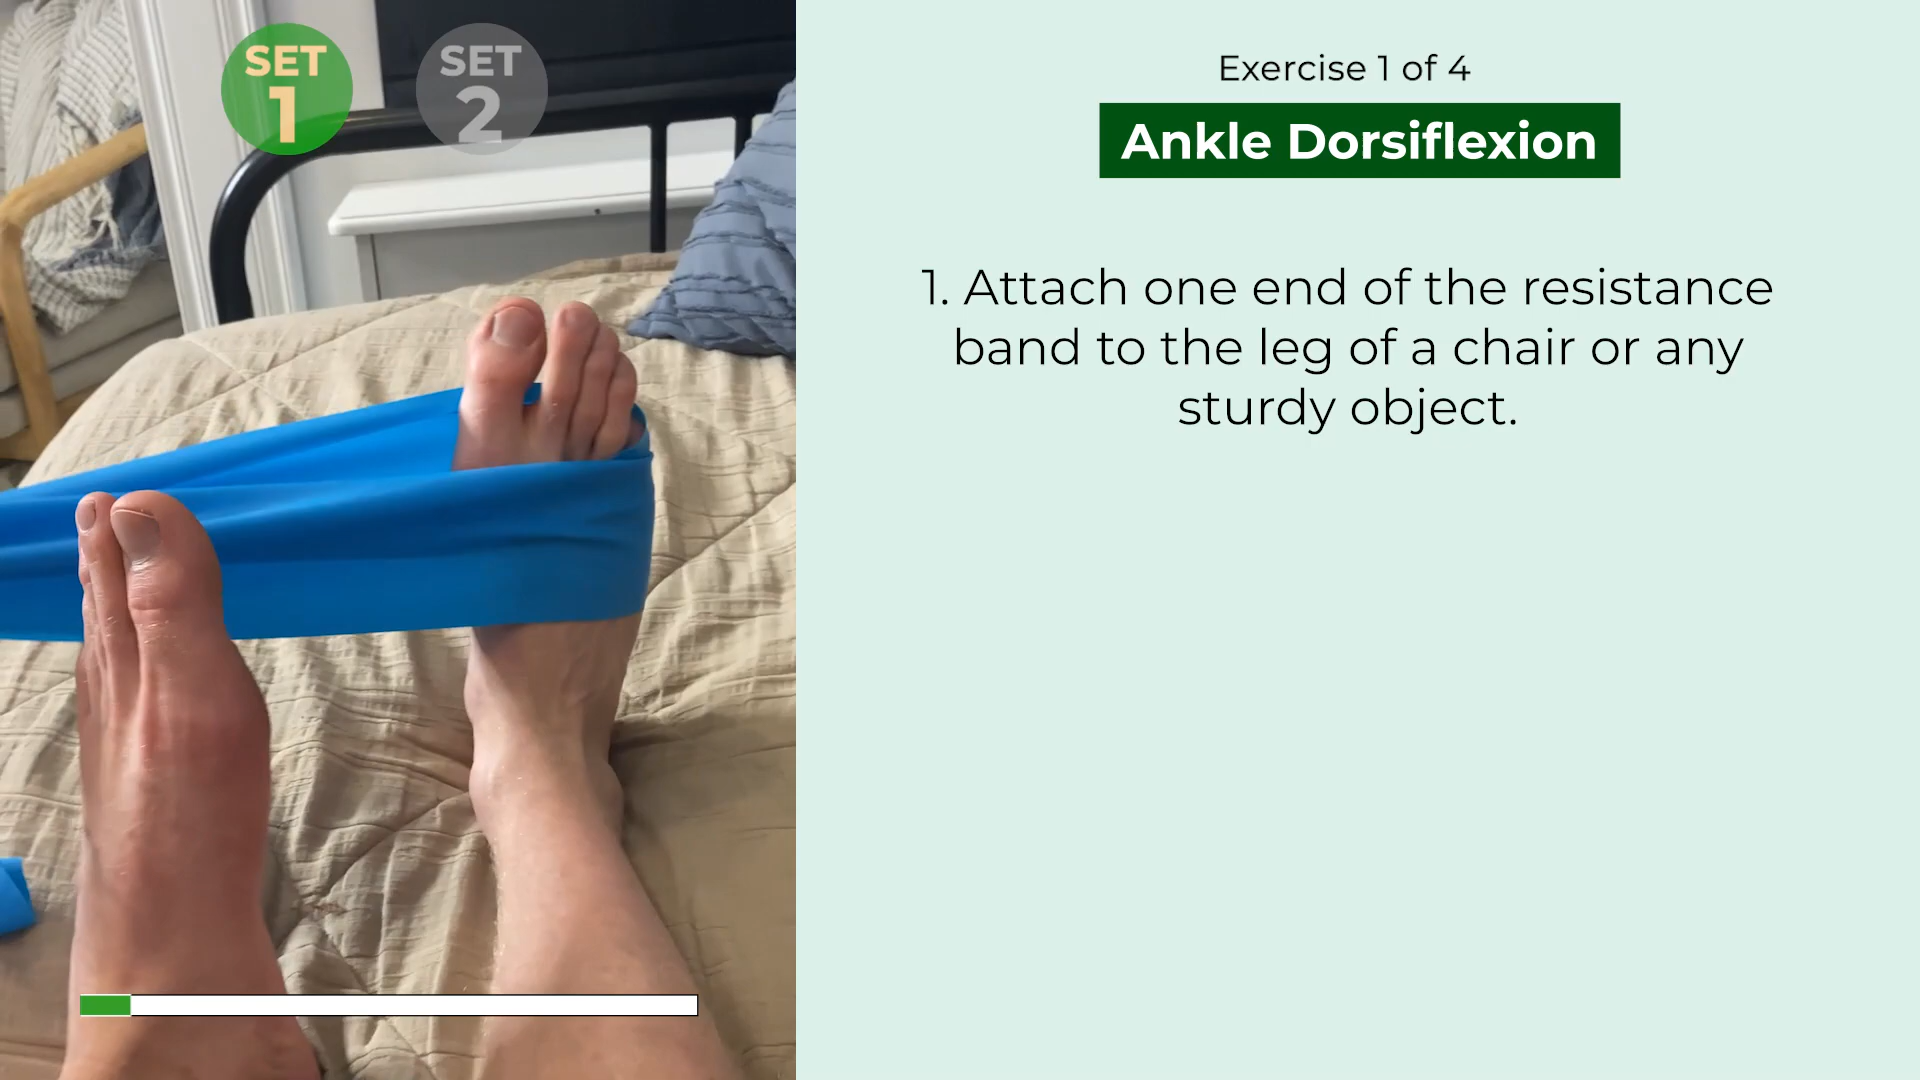 SET
1
SET
2
Exercise 1 of 4
Ankle Dorsiflexion
1. Attach one end of the resistance
band to the leg of a chair or any
sturdy object.